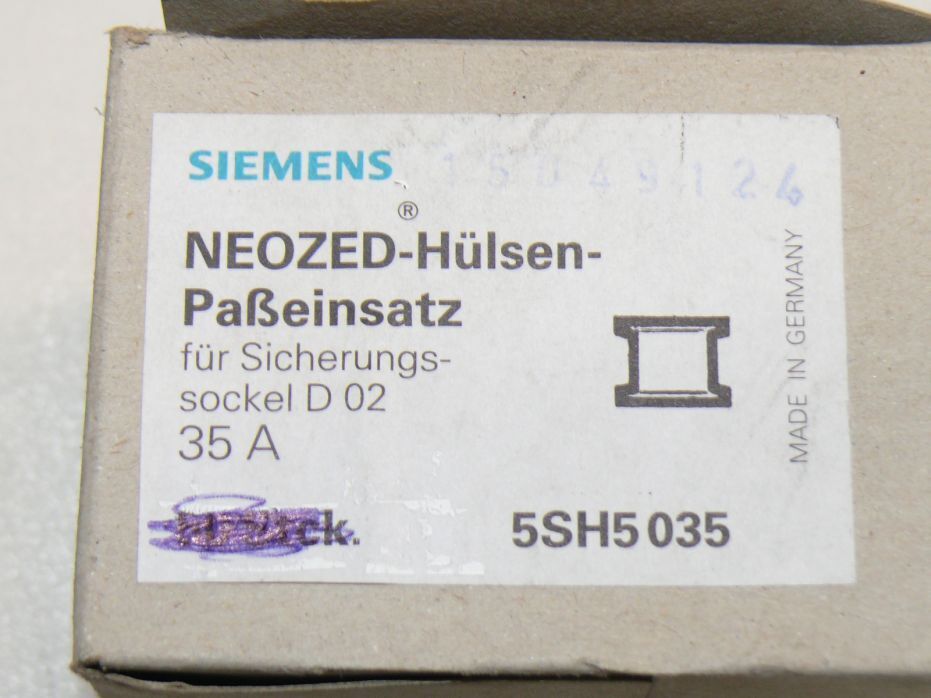 SIEMENS
®
NEOZED-Hülsen-
Paßeinsatz
für Sicherungs-
sockel D 02
35 A
5SH5 035
MADE IN GERMANY